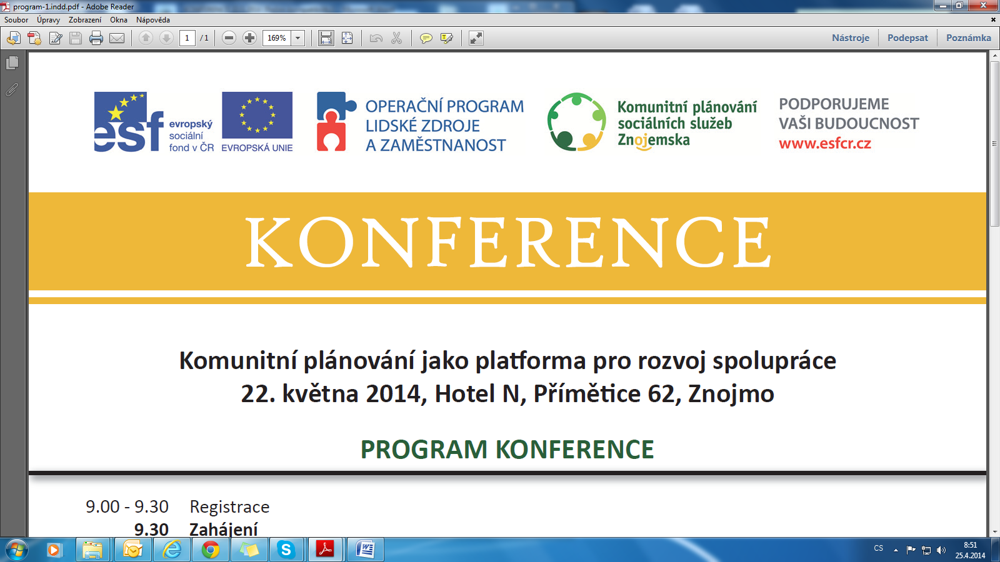 program-1.indd.pdf - Adobe Reader
Soubor Úpravy Zobrazení Okna Nápověda
1 / 1 169% Nástroje Podepsat Poznámka
esf evropský
sociální
fond v ČR
EVROPSKÁ UNIE
OPERAČNÍ PROGRAM
LIDSKÉ ZDROJE
A ZAMĚSTNANOST
Komunitní plánování
sociálních služeb
Znojemska
PODPORUJEME
VAŠI BUDOUCNOST
www.esfcr.cz
KONFERENCE
Komunitní plánování jako platforma pro rozvoj spolupráce
22. května 2014, Hotel N, Přímětice 62, Znojmo
PROGRAM KONFERENCE
9.00 - 9.30 Registrace
9.30 Zahájení
CS 8:51
25.4.2014